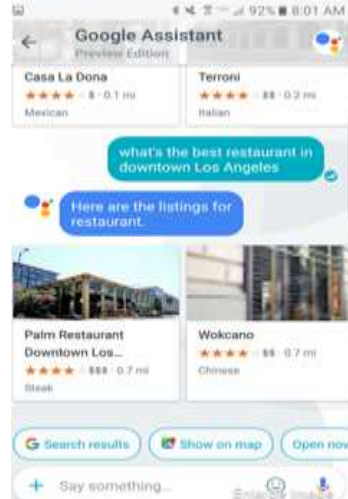 92% 8:01 AM
Google Assistant
Preview Edition
Casa La Dona
$ · 0.1 mi
Mexican
Terroni
$$ · 0.2 mi
Italian
what's the best restaurant in
downtown Los Angeles
Here are the listings for
restaurant.
Palm Restaurant
Downtown Los...
$$$ · 0.7 mi
Steak
Wokcano
$$ · 0.7 mi
Chinese
G Search results
Show on map
Open now
+ Say something...